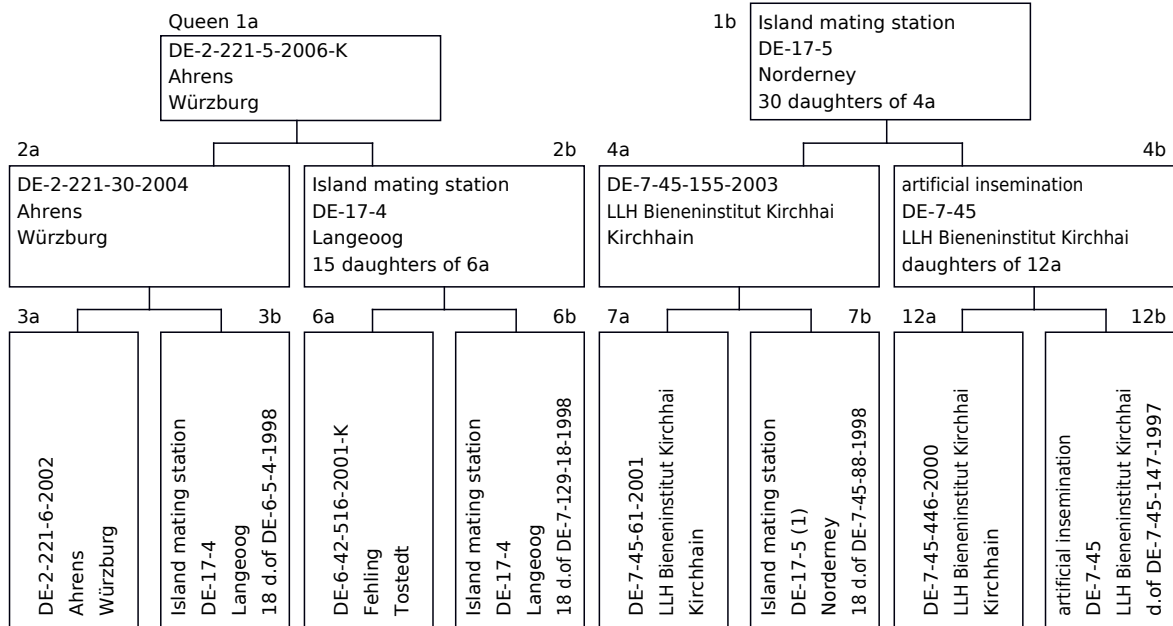 Queen 1a
DE-2-221-5-2006-K
Ahrens
Würzburg
1b
Island mating station
DE-17-5
Norderney
30 daughters of 4a
2a
DE-2-221-30-2004
Ahrens
Würzburg
2b
Island mating station
DE-17-4
Langeoog
15 daughters of 6a
4a
DE-7-45-155-2003
LLH Bieneninstitut Kirchhai
Kirchhain
4b
artificial insemination
DE-7-45
LLH Bieneninstitut Kirchhai
daughters of 12a
3a
DE-2-221-6-2002
Ahrens
Würzburg
3b
Island mating station
DE-17-4
Langeoog
18 d.of DE-6-5-4-1998
6a
DE-6-42-516-2001-K
Fehling
Tostedt
6b
Island mating station
DE-17-4
Langeoog
18 d.of DE-7-129-18-1998
7a
DE-7-45-61-2001
LLH Bieneninstitut Kirchhai
Kirchhain
7b
Island mating station
DE-17-5 (1)
Norderney
18 d.of DE-7-45-88-1998
12a
DE-7-45-446-2000
LLH Bieneninstitut Kirchhai
Kirchhain
12b
artificial insemination
DE-7-45
LLH Bieneninstitut Kirchhai
d.of DE-7-45-147-1997